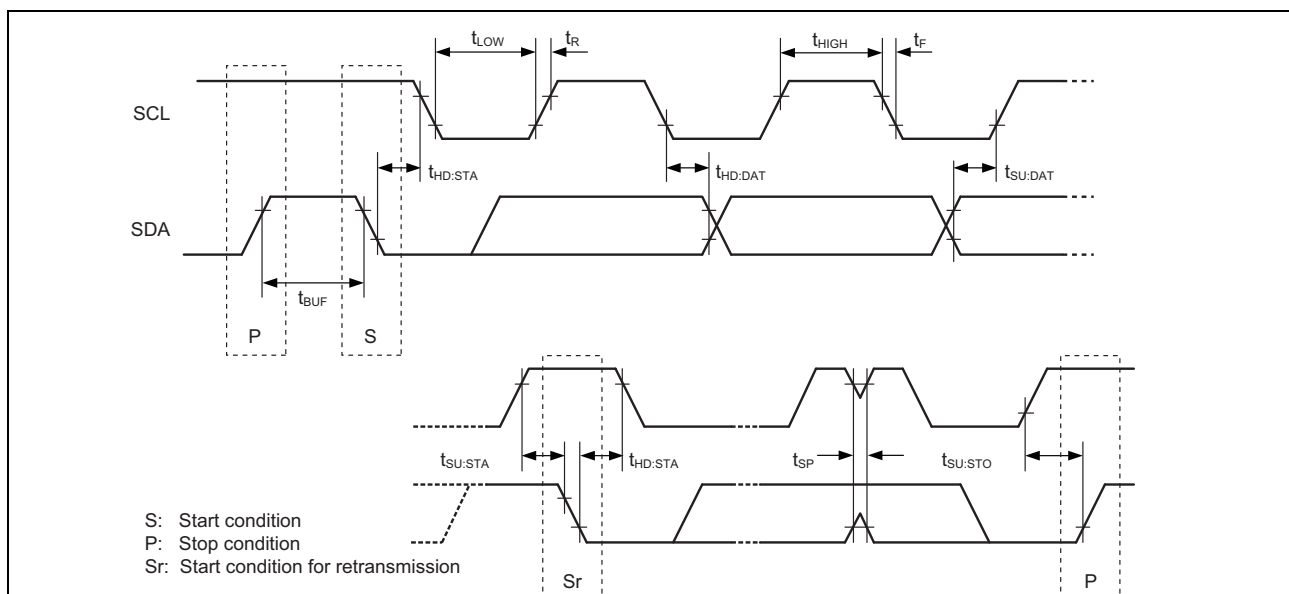 tLOW
tR
tHIGH
tF
SCL
tHD:STA
tHD:DAT
tSU:DAT
SDA
tBUF
P
S
tSU:STA
tHD:STA
tSP
tSU:STO
S: Start condition
P: Stop condition
Sr: Start condition for retransmission
Sr
P